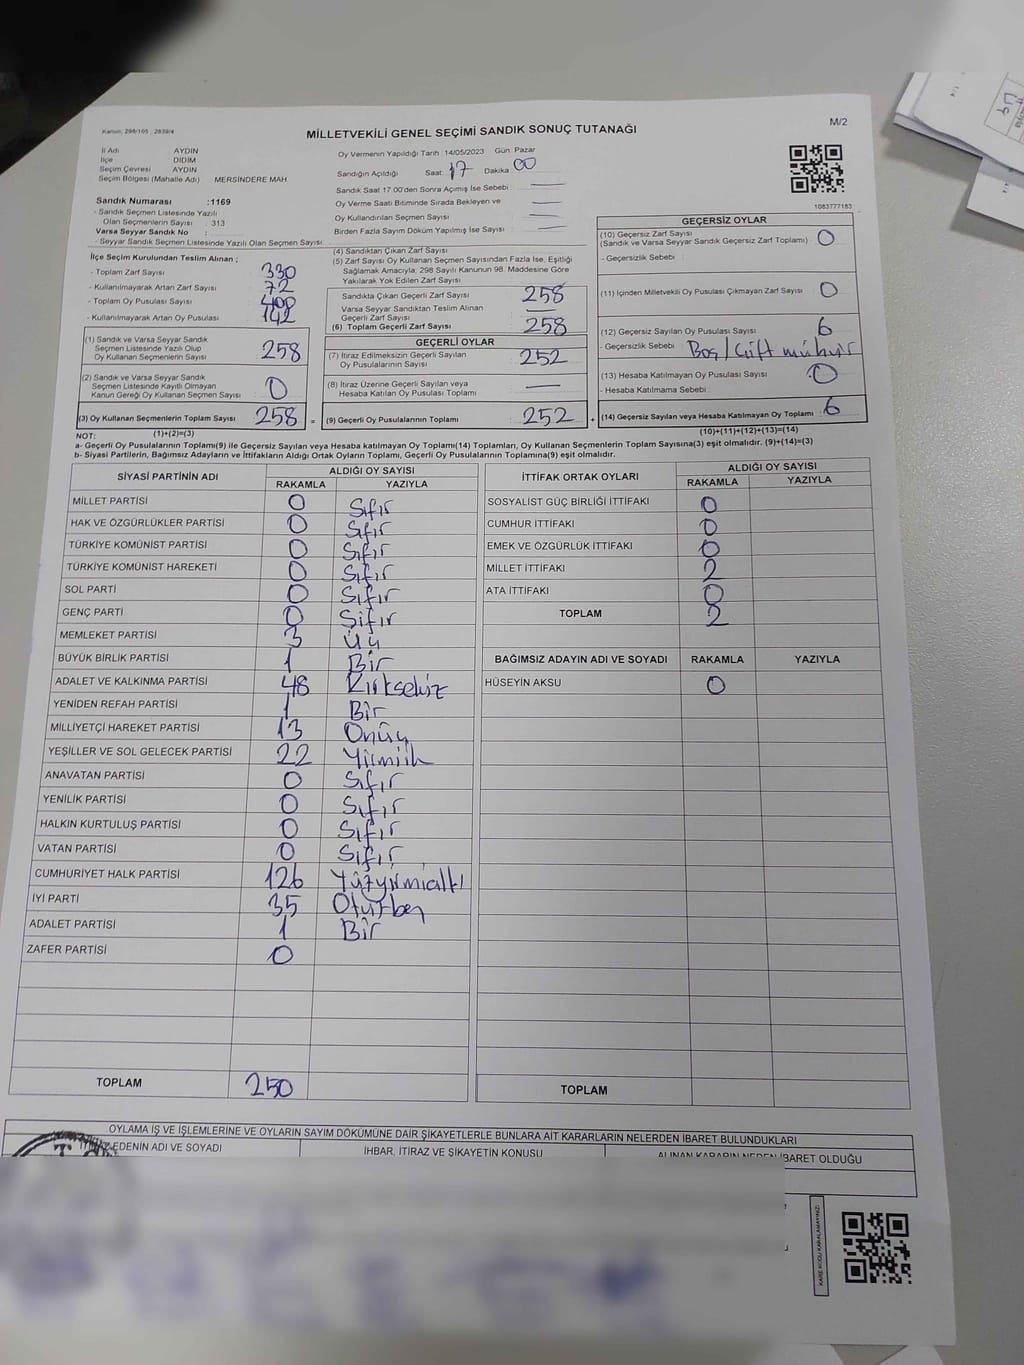 Kanun; 298/105 ; 2839/4
M/2
MİLLETVEKİLİ GENEL SEÇİMİ SANDIK SONUÇ TUTANAĞI
İl Adı AYDIN
İlçe DİDİM
Seçim Çevresi AYDIN
Seçim Bölgesi (Mahalle Adı) MERSİNDERE MAH.
Sandık Numarası :1169
- Sandık Seçmen Listesinde Yazılı
Olan Seçmenlerin Sayısı : 313
Varsa Seyyar Sandık No :
- Seyyar Sandık Seçmen Listesinde Yazılı Olan Seçmen Sayısı
Oy Vermenin Yapıldığı Tarih :14/05/2023 Gün: Pazar
Sandığın Açıldığı Saat: 17 Dakika 00
Sandık Saat 17.00'den Sonra Açımış İse Sebebi : —
Oy Verme Saati Bitiminde Sırada Bekleyen ve
Oy Kullandırılan Seçmen Sayısı : —
Birden Fazla Sayım Döküm Yapılmış İse Sayısı : —
1083777183
İlçe Seçim Kurulundan Teslim Alınan ;
- Toplam Zarf Sayısı 330
- Kullanılmayarak Artan Zarf Sayısı 72
- Toplam Oy Pusulası Sayısı 400
- Kullanılmayarak Artan Oy Pusulası 142
(1) Sandık ve Varsa Seyyar Sandık
Seçmen Listesinde Yazılı Olup
Oy Kullanan Seçmenlerin Sayısı : 258
(2) Sandık ve Varsa Seyyar Sandık
Seçmen Listesinde Kayıtlı Olmayan
Kanun Gereği Oy Kullanan Seçmen Sayısı : 0
(3) Oy Kullanan Seçmenlerin Toplam Sayısı : 258 =
(4) Sandıktan Çıkan Zarf Sayısı
(5) Zarf Sayısı Oy Kullanan Seçmen Sayısından Fazla İse, Eşitliği
Sağlamak Amacıyla, 298 Sayılı Kanunun 98. Maddesine Göre
Yakılarak Yok Edilen Zarf Sayısı
Sandıkta Çıkan Geçerli Zarf Sayısı 258
Varsa Seyyar Sandıktan Teslim Alınan
Geçerli Zarf Sayısı —
(6) Toplam Geçerli Zarf Sayısı : 258
GEÇERLİ OYLAR
(7) İtiraz Edilmeksizin Geçerli Sayılan
Oy Pusulalarının Sayısı : 252
(8) İtiraz Üzerine Geçerli Sayılan veya
Hesaba Katılan Oy Pusulası Toplamı : —
(9) Geçerli Oy Pusulalarının Toplamı : 252 +
GEÇERSİZ OYLAR
(10) Geçersiz Zarf Sayısı
(Sandık ve Varsa Seyyar Sandık Geçersiz Zarf Toplamı) 0
- Geçersizlik Sebebi :
(11) İçinden Milletvekili Oy Pusulası Çıkmayan Zarf Sayısı : 0
(12) Geçersiz Sayılan Oy Pusulası Sayısı : 6
- Geçersizlik Sebebi : Boş/Çift mühür
(13) Hesaba Katılmayan Oy Pusulası Sayısı : 0
- Hesaba Katılmama Sebebi :
(14) Geçersiz Sayılan veya Hesaba Katılmayan Oy Toplamı : 6
NOT: (1)+(2)=(3)
(10)+(11)+(12)+(13)=(14)
a- Geçerli Oy Pusulalarının Toplamı(9) ile Geçersiz Sayılan veya Hesaba katılmayan Oy Toplamı(14) Toplamları, Oy Kullanan Seçmenlerin Toplam Sayısına(3) eşit olmalıdır. (9)+(14)=(3)
b- Siyasi Partilerin, Bağımsız Adayların ve İttifakların Aldığı Ortak Oyların Toplamı, Geçerli Oy Pusulalarının Toplamına(9) eşit olmalıdır.
SİYASİ PARTİNİN ADI ALDIĞI OY SAYISI
RAKAMLA YAZIYLA
MİLLET PARTİSİ 0 Sıfır
HAK VE ÖZGÜRLÜKLER PARTİSİ 0 Sıfır
TÜRKİYE KOMÜNİST PARTİSİ 0 Sıfır
TÜRKİYE KOMÜNİST HAREKETİ 0 Sıfır
SOL PARTİ 0 Sıfır
GENÇ PARTİ 0 Sıfır
MEMLEKET PARTİSİ 3 Üç
BÜYÜK BİRLİK PARTİSİ 1 Bir
ADALET VE KALKINMA PARTİSİ 48 Kırksekiz
YENİDEN REFAH PARTİSİ 1 Bir
MİLLİYETÇİ HAREKET PARTİSİ 13 Onüç
YEŞİLLER VE SOL GELECEK PARTİSİ 22
ANAVATAN PARTİSİ 0 Sıfır
YENİLİK PARTİSİ 0 Sıfır
HALKIN KURTULUŞ PARTİSİ 0 Sıfır
VATAN PARTİSİ 0 Sıfır
CUMHURİYET HALK PARTİSİ 126 Yüzyirmialtı
İYİ PARTİ 35 Otuzbeş
ADALET PARTİSİ 1 Bir
ZAFER PARTİSİ 0
TOPLAM 250
İTTİFAK ORTAK OYLARI ALDIĞI OY SAYISI
RAKAMLA YAZIYLA
SOSYALİST GÜÇ BİRLİĞİ İTTİFAKI 0
CUMHUR İTTİFAKI 0
EMEK VE ÖZGÜRLÜK İTTİFAKI 0
MİLLET İTTİFAKI 2
ATA İTTİFAKI 0
TOPLAM 2
BAĞIMSIZ ADAYIN ADI VE SOYADI RAKAMLA YAZIYLA
HÜSEYİN AKSU 0
TOPLAM
OYLAMA İŞ VE İŞLEMLERİNE VE OYLARIN SAYIM DÖKÜMÜNE DAİR ŞİKAYETLERLE BUNLARA AİT KARARLARIN NELERDEN İBARET BULUNDUKLARI
EDENİN ADI VE SOYADI İHBAR, İTİRAZ VE ŞİKAYETİN KONUSU ALINAN KARARIN NEDEN İBARET OLDUĞU
KARE KODU KARALAMAYINIZ!